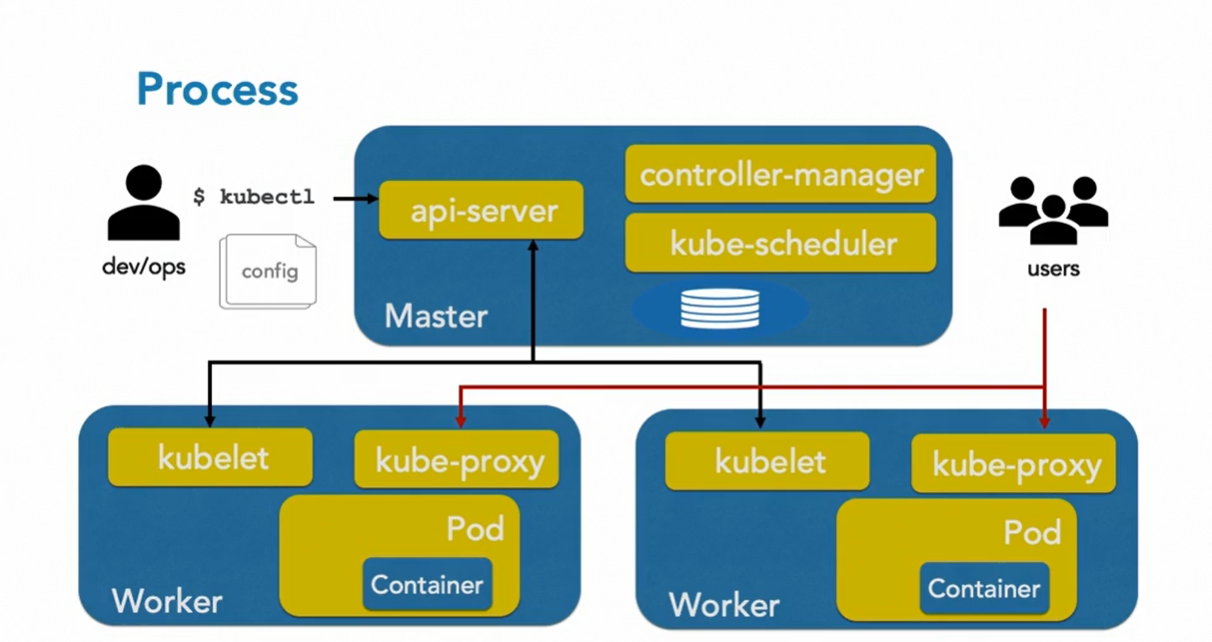 Process
$ kubectl
dev/ops
config
api-server
controller-manager
kube-scheduler
Master
users
kubelet
kube-proxy
Pod
Container
Worker
kubelet
kube-proxy
Pod
Container
Worker